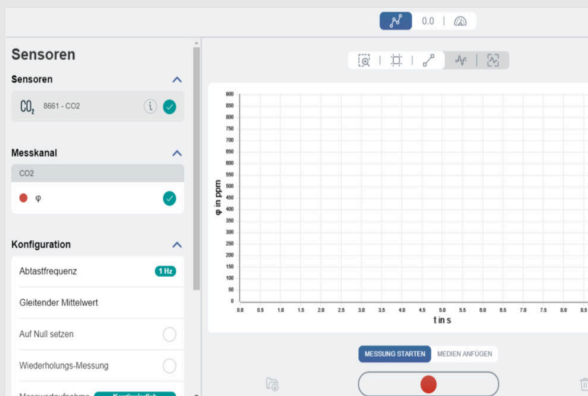 0.0
Sensoren
Sensoren
CO₂ 8661 - CO2
Messkanal
CO2
φ
Konfiguration
Abtastfrequenz 1 Hz
Gleitender Mittelwert
Auf Null setzen
Wiederholungs-Messung
φ in ppm
900
850
800
750
700
650
600
550
500
450
400
350
300
250
200
150
100
50
0
0.0 0.5 1.0 1.5 2.0 2.5 3.0 3.5 4.0 4.5 5.0 5.5 6.0 6.5 7.0 7.5 8.0 8.5
t in s
MESSUNG STARTEN MEDIEN ANFÜGEN